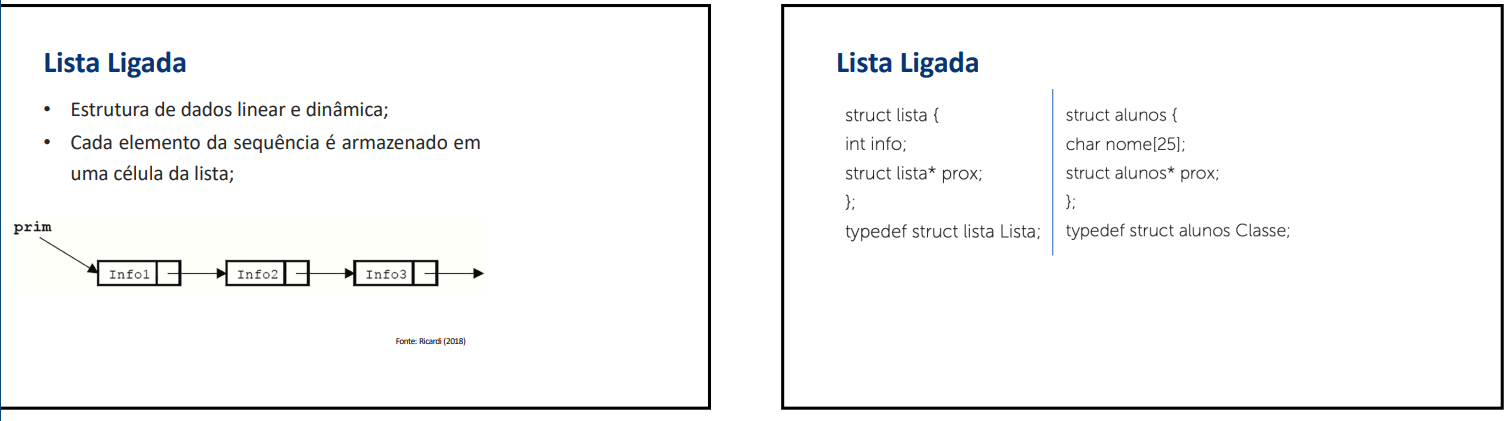 Lista Ligada
• Estrutura de dados linear e dinâmica;
• Cada elemento da sequência é armazenado em
uma célula da lista;
prim
Info1 Info2 Info3
Fonte: Ricardi (2018)
Lista Ligada
struct lista {
int info;
struct lista* prox;
};
typedef struct lista Lista;
struct alunos {
char nome[25];
struct alunos* prox;
};
typedef struct alunos Classe;